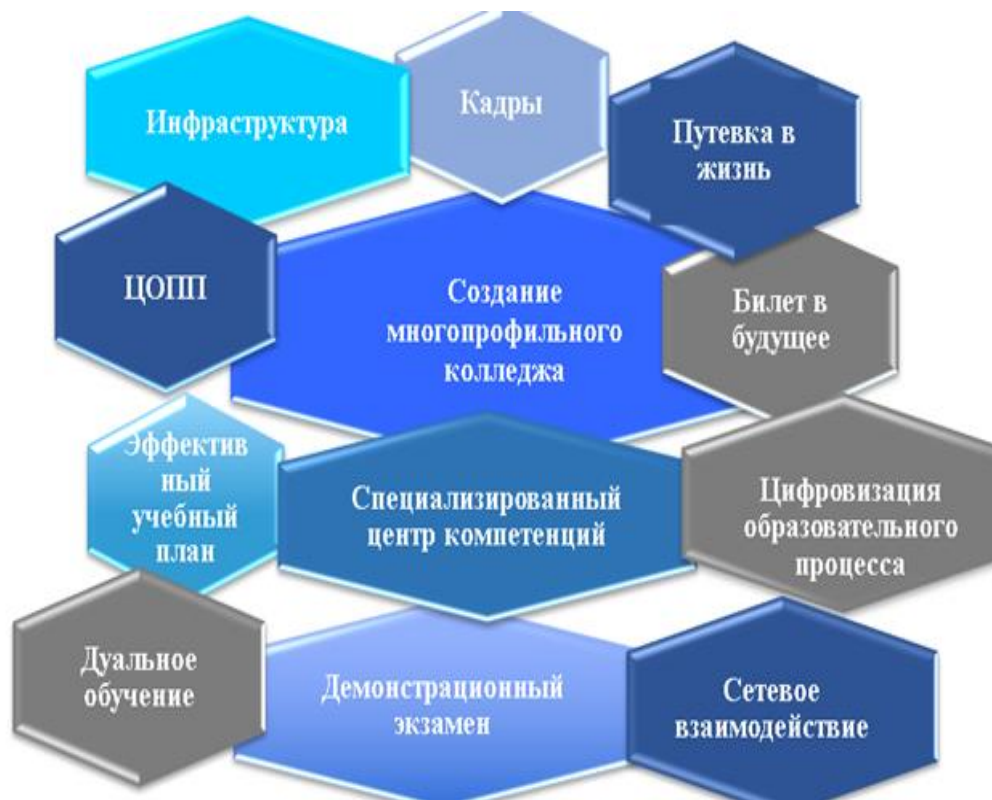 Инфраструктура
Кадры
Путевка в
жизнь
ЦОПП
Создание
многопрофильного
колледжа
Билет в
будущее
Эффектив
ный
учебный
план
Специализированный
центр компетенций
Цифровизация
образовательного
процесса
Дуальное
обучение
Демонстрационный
экзамен
Сетевое
взаимодействие